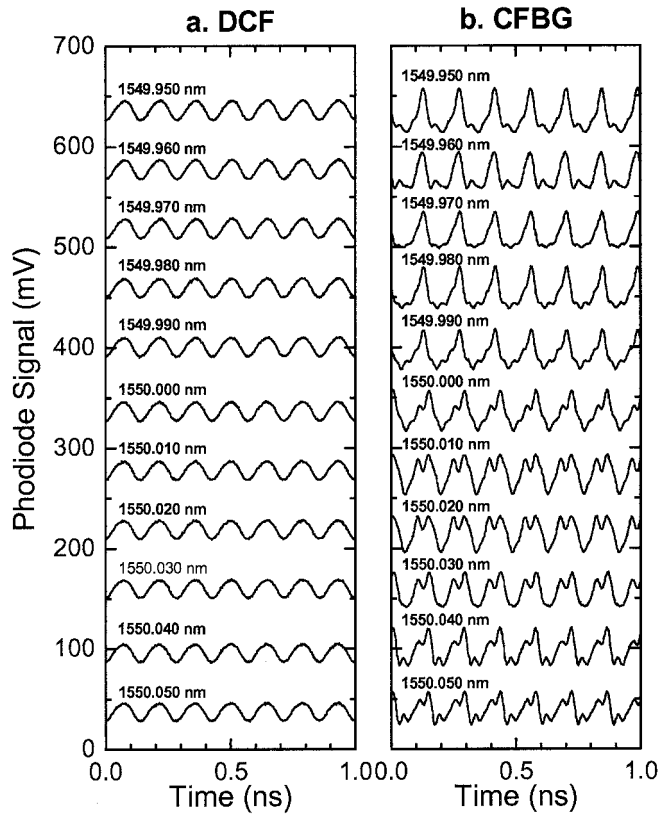 a. DCF
b. CFBG
Phodiode Signal (mV)
700
600
500
400
300
200
100
0
1549.950 nm
1549.960 nm
1549.970 nm
1549.980 nm
1549.990 nm
1550.000 nm
1550.010 nm
1550.020 nm
1550.030 nm
1550.040 nm
1550.050 nm
0.0 0.5 1.0
Time (ns)
1549.950 nm
1549.960 nm
1549.970 nm
1549.980 nm
1549.990 nm
1550.000 nm
1550.010 nm
1550.020 nm
1550.030 nm
1550.040 nm
1550.050 nm
0.0 0.5 1.0
Time (ns)